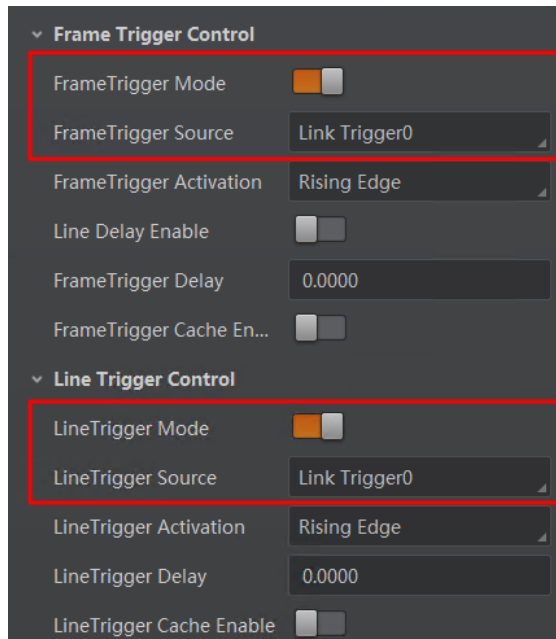 Frame Trigger Control
FrameTrigger Mode
FrameTrigger Source Link Trigger0
FrameTrigger Activation Rising Edge
Line Delay Enable
FrameTrigger Delay 0.0000
FrameTrigger Cache En...
Line Trigger Control
LineTrigger Mode
LineTrigger Source Link Trigger0
LineTrigger Activation Rising Edge
LineTrigger Delay 0.0000
LineTrigger Cache Enable